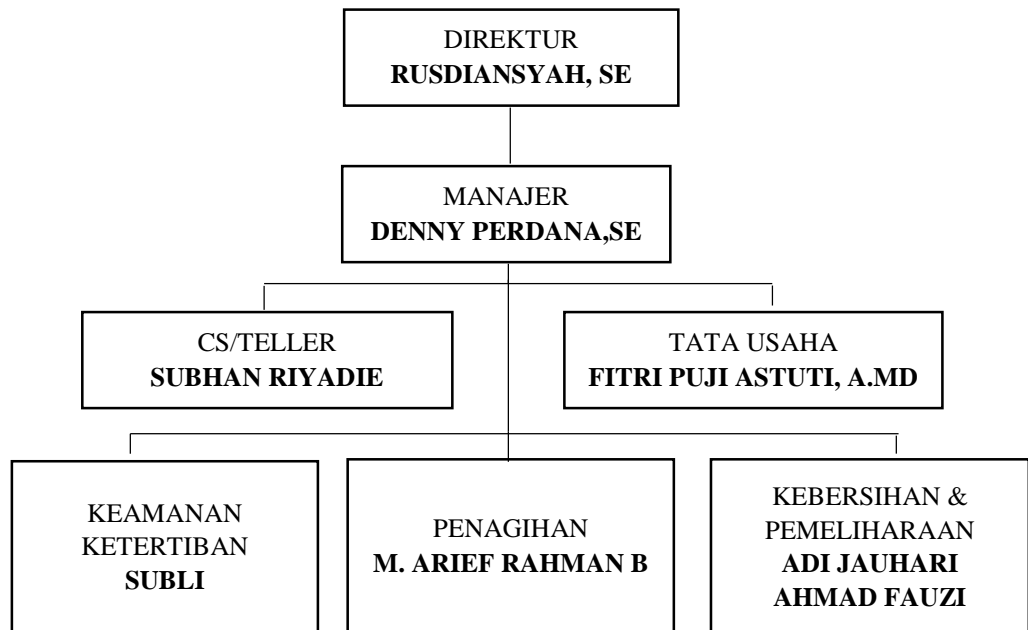 DIREKTUR
RUSDIANSYAH, SE
MANAJER
DENNY PERDANA,SE
CS/TELLER
SUBHAN RIYADIE
TATA USAHA
FITRI PUJI ASTUTI, A.MD
KEAMANAN
KETERTIBAN
SUBLI
PENAGIHAN
M. ARIEF RAHMAN B
KEBERSIHAN &
PEMELIHARAAN
ADI JAUHARI
AHMAD FAUZI